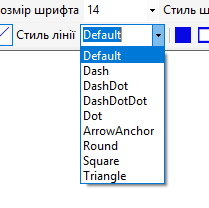 озмір шрифта 14 Стиль ш
Стиль лінії Default
Default
Dash
DashDot
DashDotDot
Dot
ArrowAnchor
Round
Square
Triangle